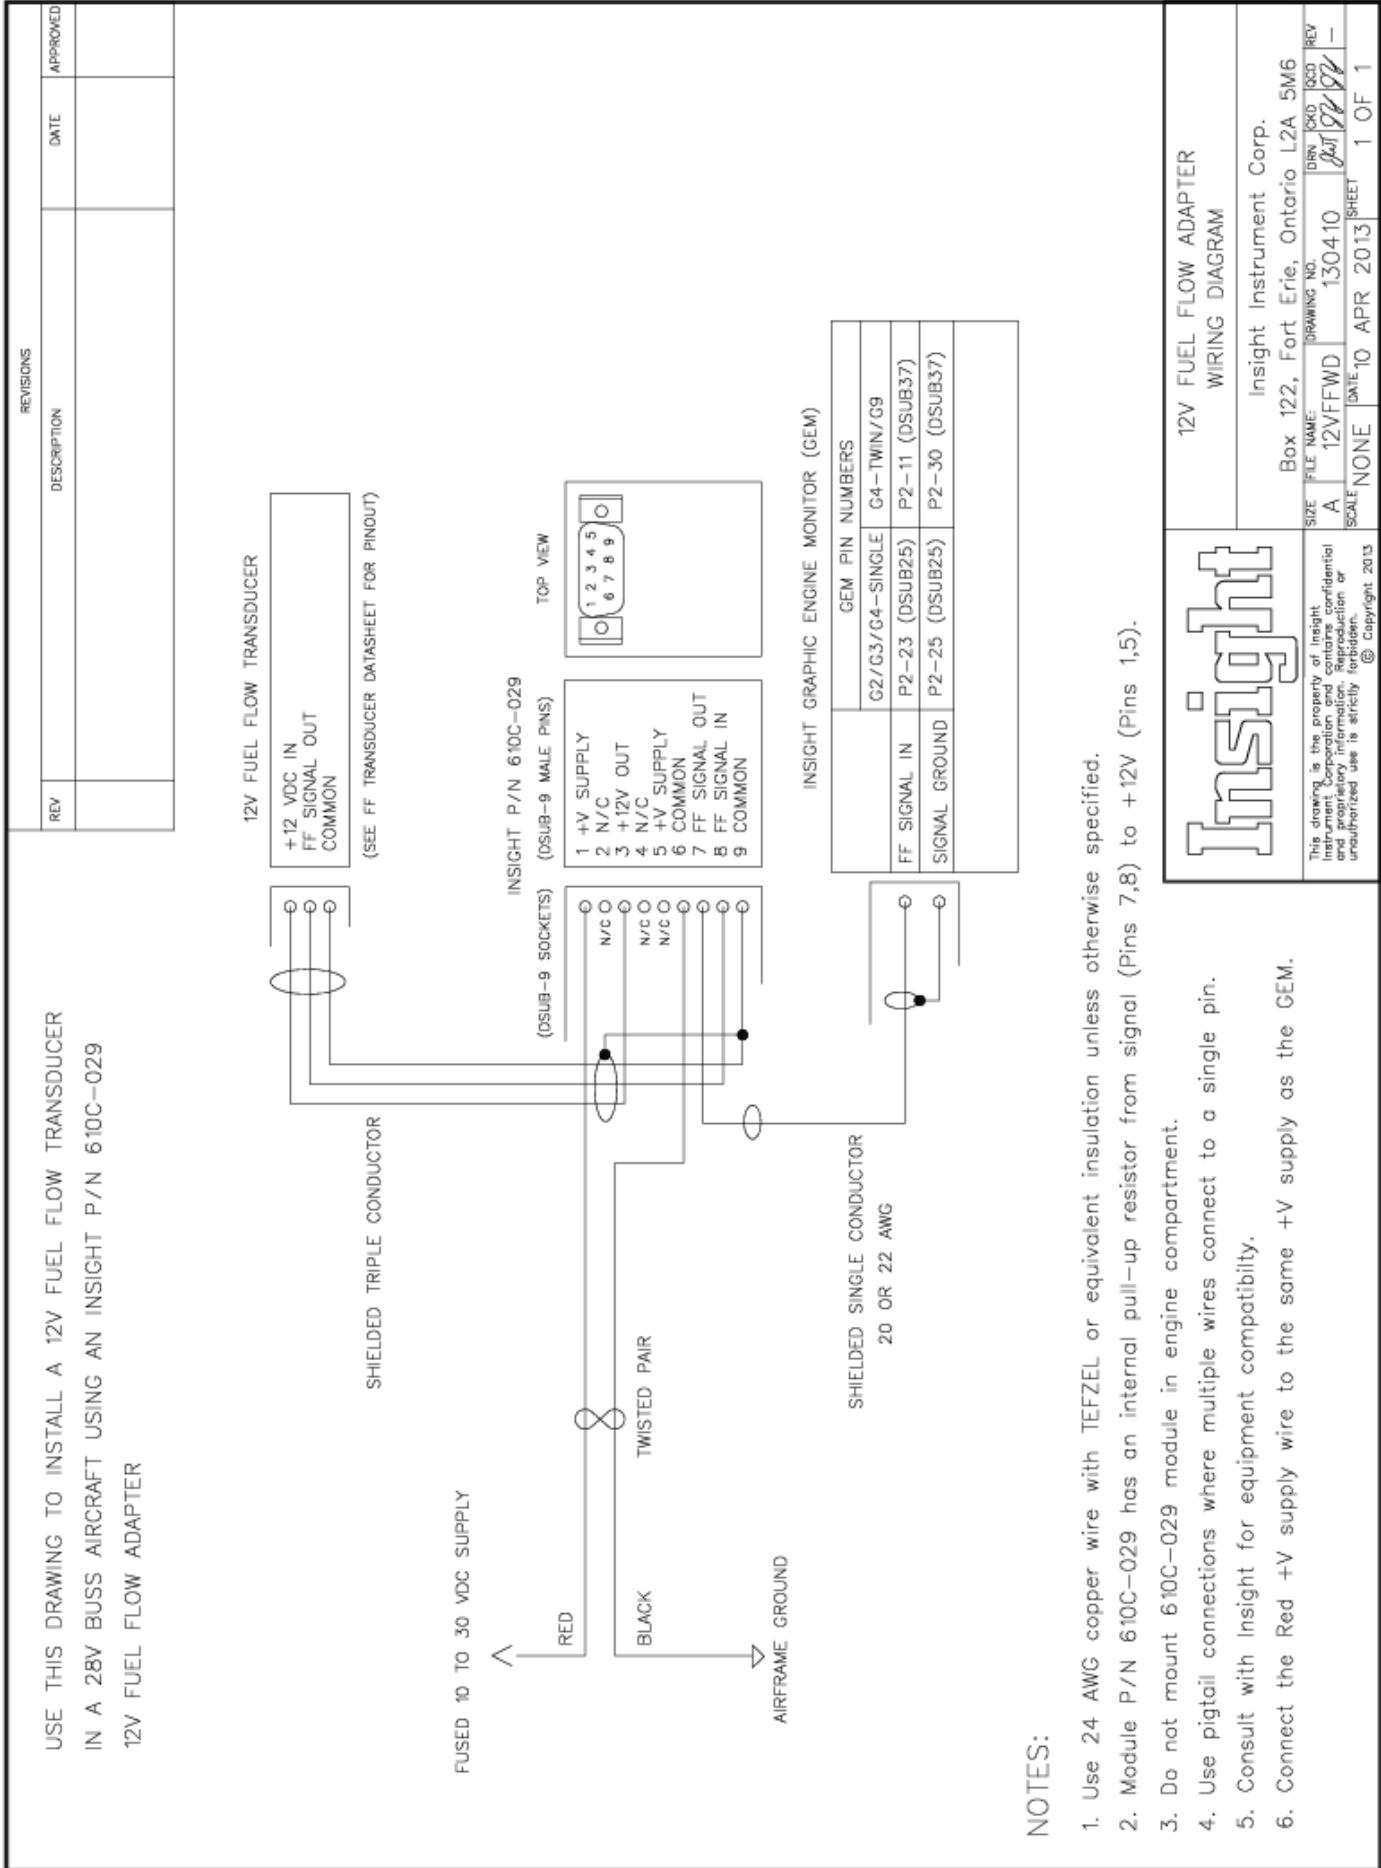 USE THIS DRAWING TO INSTALL A 12V FUEL FLOW TRANSDUCER
IN A 28V BUSS AIRCRAFT USING AN INSIGHT P/N 610C-029
12V FUEL FLOW ADAPTER
REVISIONS
REV DESCRIPTION DATE APPROVED
12V FUEL FLOW TRANSDUCER
+12 VDC IN
FF SIGNAL OUT
COMMON
(SEE FF TRANSDUCER DATASHEET FOR PINOUT)
SHIELDED TRIPLE CONDUCTOR
FUSED 10 TO 30 VDC SUPPLY
RED
BLACK
TWISTED PAIR
AIRFRAME GROUND
INSIGHT P/N 610C-029
(DSUB-9 SOCKETS) (DSUB-9 MALE PINS) TOP VIEW
N/C
N/C
N/C
1 +V SUPPLY
2 N/C
3 +12V OUT
4 N/C
5 +V SUPPLY
6 COMMON
7 FF SIGNAL OUT
8 FF SIGNAL IN
9 COMMON
1 2 3 4 5
6 7 8 9
SHIELDED SINGLE CONDUCTOR
20 OR 22 AWG
INSIGHT GRAPHIC ENGINE MONITOR (GEM)
GEM PIN NUMBERS
G2/G3/G4-SINGLE G4-TWIN/G9
FF SIGNAL IN P2-23 (DSUB25) P2-11 (DSUB37)
SIGNAL GROUND P2-25 (DSUB25) P2-30 (DSUB37)
NOTES:
1. Use 24 AWG copper wire with TEFZEL or equivalent insulation unless otherwise specified.
2. Module P/N 610C-029 has an internal pull-up resistor from signal (Pins 7,8) to +12V (Pins 1,5).
3. Do not mount 610C-029 module in engine compartment.
4. Use pigtail connections where multiple wires connect to a single pin.
5. Consult with Insight for equipment compatibilty.
6. Connect the Red +V supply wire to the same +V supply as the GEM.
Insight
This drawing is the property of Insight
Instrument Corporation and contains confidential
and proprietary information. Reproduction or
unauthorized use is strictly forbidden.
© Copyright 2013
12V FUEL FLOW ADAPTER
WIRING DIAGRAM
Insight Instrument Corp.
Box 122, Fort Erie, Ontario L2A 5M6
SIZE A FILE NAME: 12VFFWD DRAWING NO. 130410 DRN CKD QCD REV -
SCALE NONE DATE 10 APR 2013 SHEET 1 OF 1